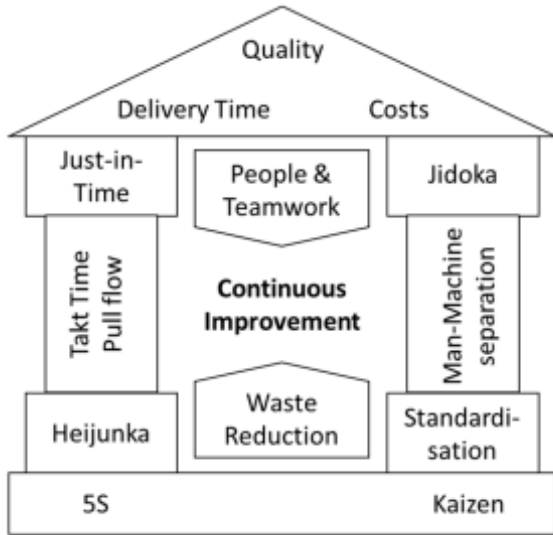 Quality
Delivery Time
Costs
Just-in-
Time
People &
Teamwork
Jidoka
Takt Time
Pull flow
Continuous
Improvement
Man-Machine
separation
Heijunka
Waste
Reduction
Standardi-
sation
5S
Kaizen